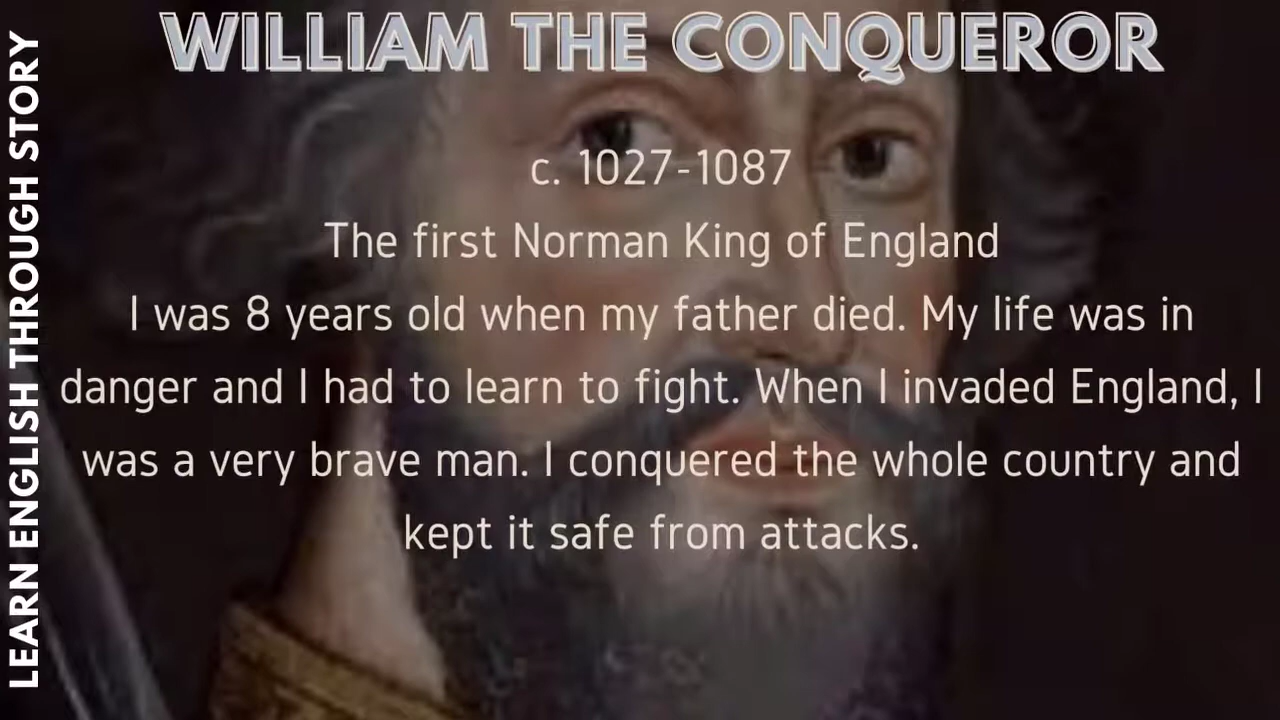 WILLIAM THE CONQUEROR
c. 1027-1087
The first Norman King of England
I was 8 years old when my father died. My life was in
danger and I had to learn to fight. When I invaded England, I
was a very brave man. I conquered the whole country and
kept it safe from attacks.
LEARN ENGLISH THROUGH STORY